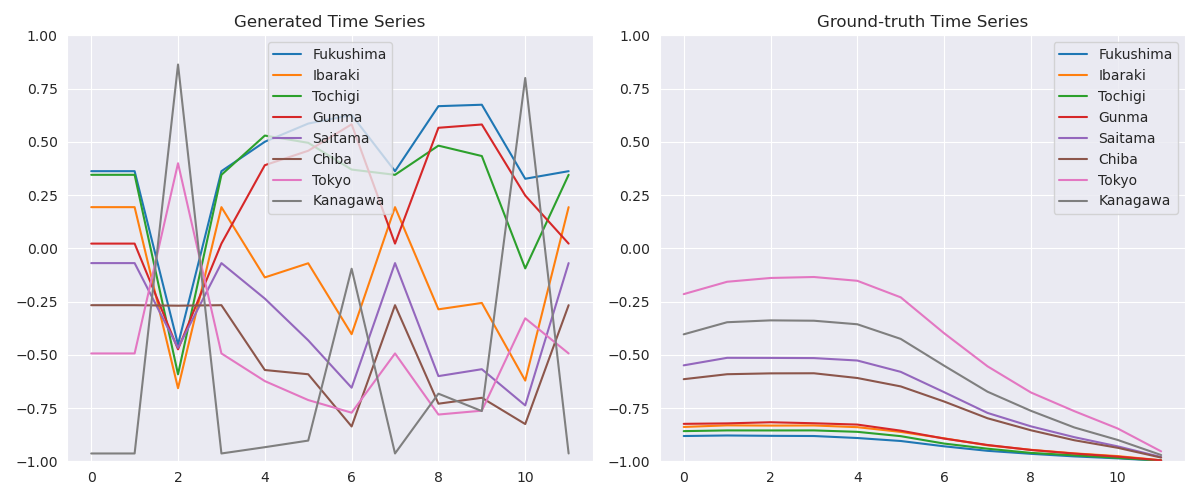 Generated Time Series
1.00
0.75
0.50
0.25
0.00
−0.25
−0.50
−0.75
−1.00
0 2 4 6 8 10
Fukushima
Ibaraki
Tochigi
Gunma
Saitama
Chiba
Tokyo
Kanagawa
Ground-truth Time Series
1.00
0.75
0.50
0.25
0.00
−0.25
−0.50
−0.75
−1.00
0 2 4 6 8 10
Fukushima
Ibaraki
Tochigi
Gunma
Saitama
Chiba
Tokyo
Kanagawa